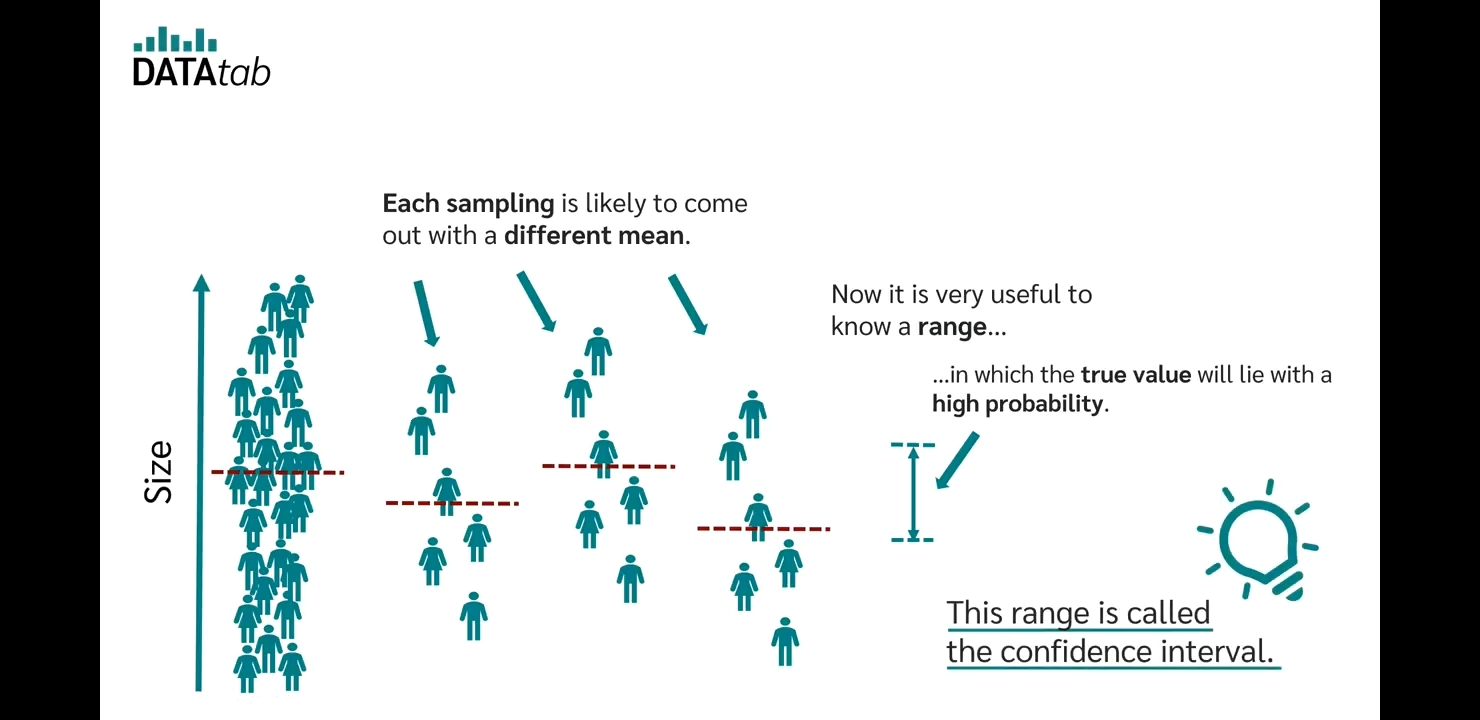 DATAtab
Each sampling is likely to come
out with a different mean.
Now it is very useful to
know a range...
...in which the true value will lie with a
high probability.
Size
This range is called
the confidence interval.